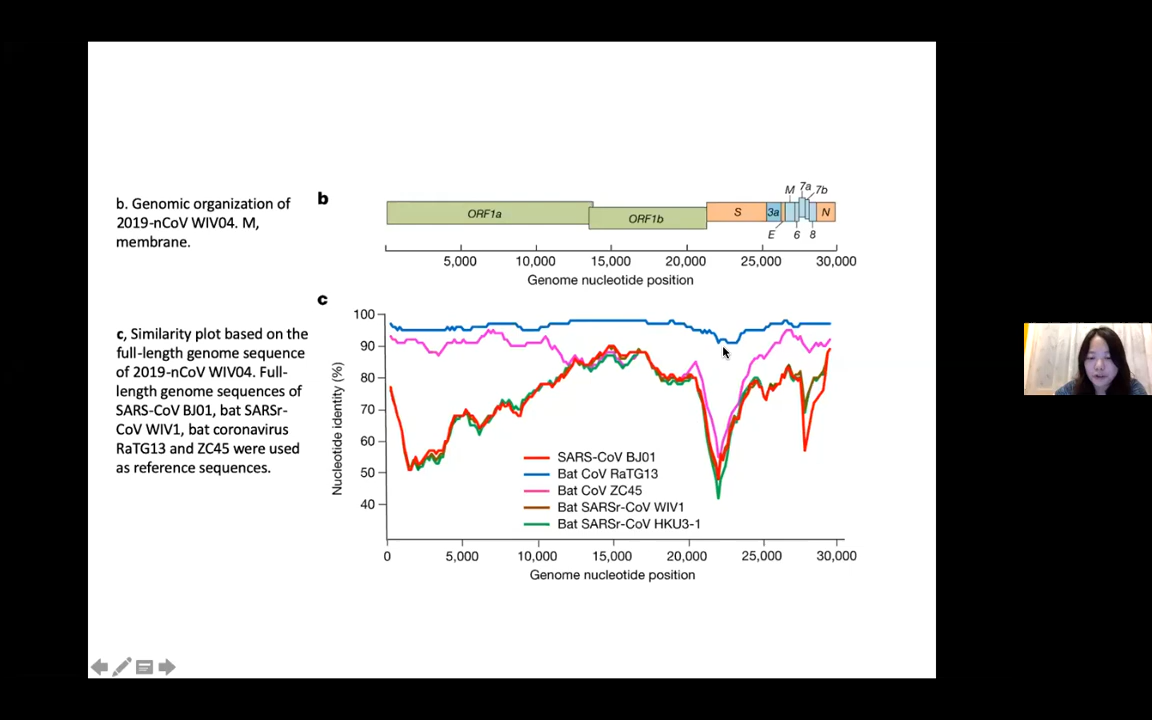 b. Genomic organization of
2019-nCoV WIV04. M,
membrane.
b
ORF1a
ORF1b
S
3a
E
M
6
7a
7b
8
N
5,000 10,000 15,000 20,000 25,000 30,000
Genome nucleotide position
c, Similarity plot based on the
full-length genome sequence
of 2019-nCoV WIV04. Full-
length genome sequences of
SARS-CoV BJ01, bat SARSr-
CoV WIV1, bat coronavirus
RaTG13 and ZC45 were used
as reference sequences.
c
Nucleotide identity (%)
100
90
80
70
60
50
40
SARS-CoV BJ01
Bat CoV RaTG13
Bat CoV ZC45
Bat SARSr-CoV WIV1
Bat SARSr-CoV HKU3-1
0 5,000 10,000 15,000 20,000 25,000 30,000
Genome nucleotide position